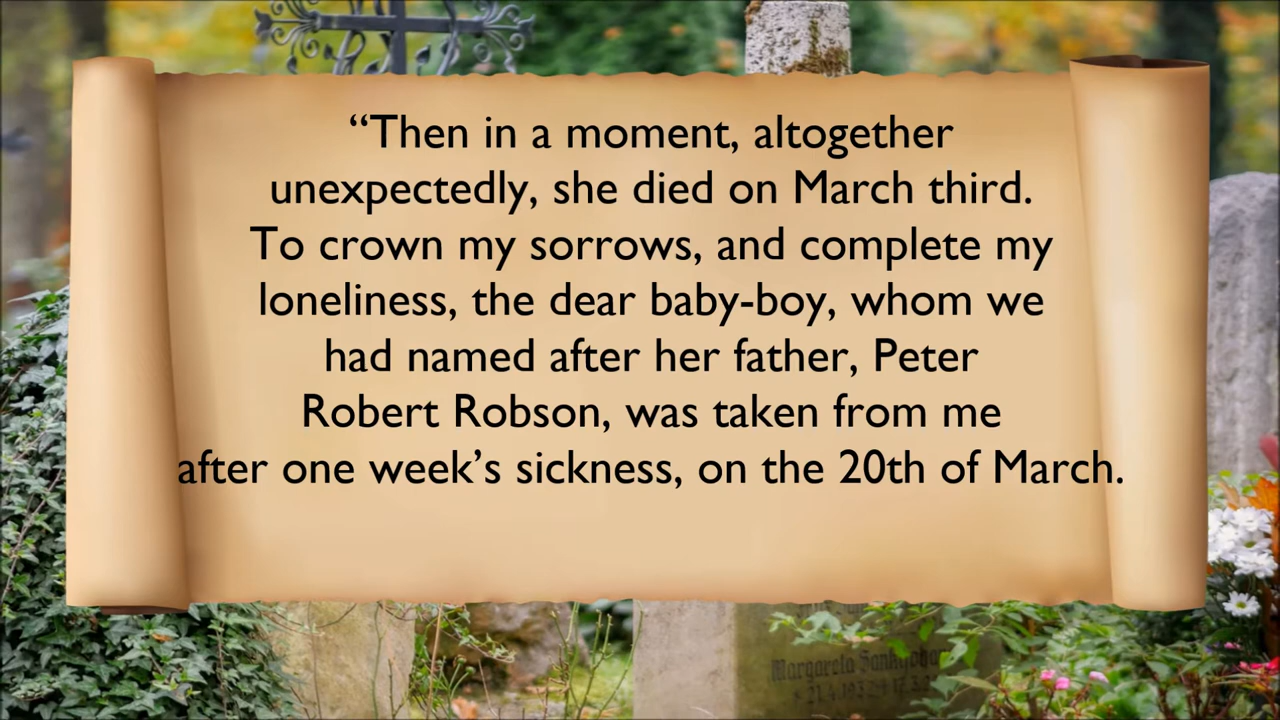 “Then in a moment, altogether
unexpectedly, she died on March third.
To crown my sorrows, and complete my
loneliness, the dear baby-boy, whom we
had named after her father, Peter
Robert Robson, was taken from me
after one week’s sickness, on the 20th of March.
Margarela